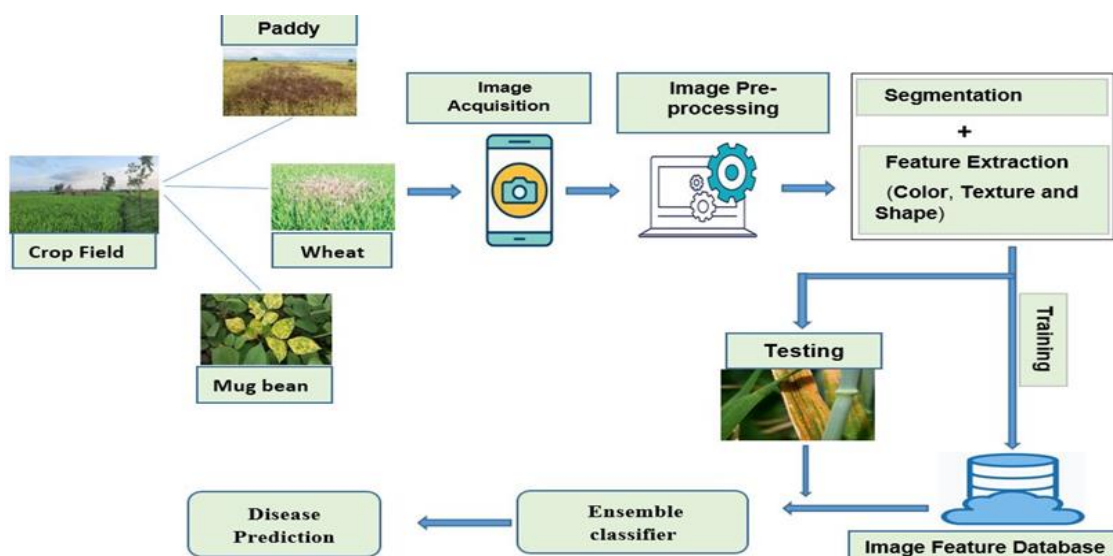 Paddy
Image
Acquisition
Image Pre-
processing
Segmentation
+
Feature Extraction
(Color, Texture and
Shape)
Crop Field
Wheat
Mug bean
Testing
Training
Disease
Prediction
Ensemble
classifier
Image Feature Database